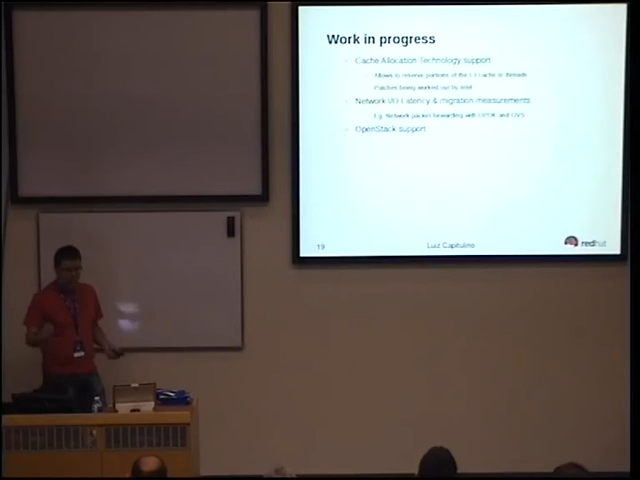 Work in progress
Cache Allocation Technology support
Allows to reserve portions of the L3 cache to threads
Patches being worked out by Intel
Network I/O Latency & migration measurements
E.g. Network packet forwarding with DPDK and OVS
OpenStack support
19
Luiz Capitulino
redhat